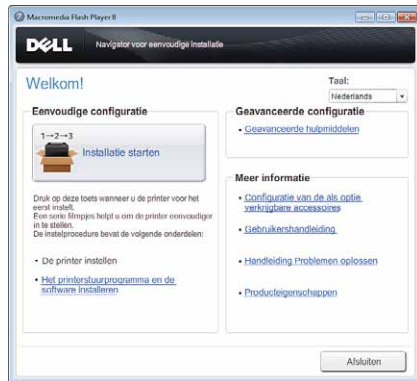 Macromedia Flash Player 8
DELL
Navigator voor eenvoudige installatie
Welkom!
Taal:
Nederlands
Eenvoudige configuratie
1→2→3
Installatie starten
Druk op deze toets wanneer u de printer voor het
eerst instelt.
Een serie filmpjes helpt u om de printer eenvoudiger
in te stellen.
De instelprocedure bevat de volgende onderdelen:
• De printer instellen
• Het printerstuurprogramma en de
software installeren
Geavanceerde configuratie
• Geavanceerde hulpmiddelen
Meer informatie
• Configuratie van de als optie
verkrijgbare accessoires
• Gebruikershandleiding
• Handleiding Problemen oplossen
• Producteigenschappen
Afsluiten